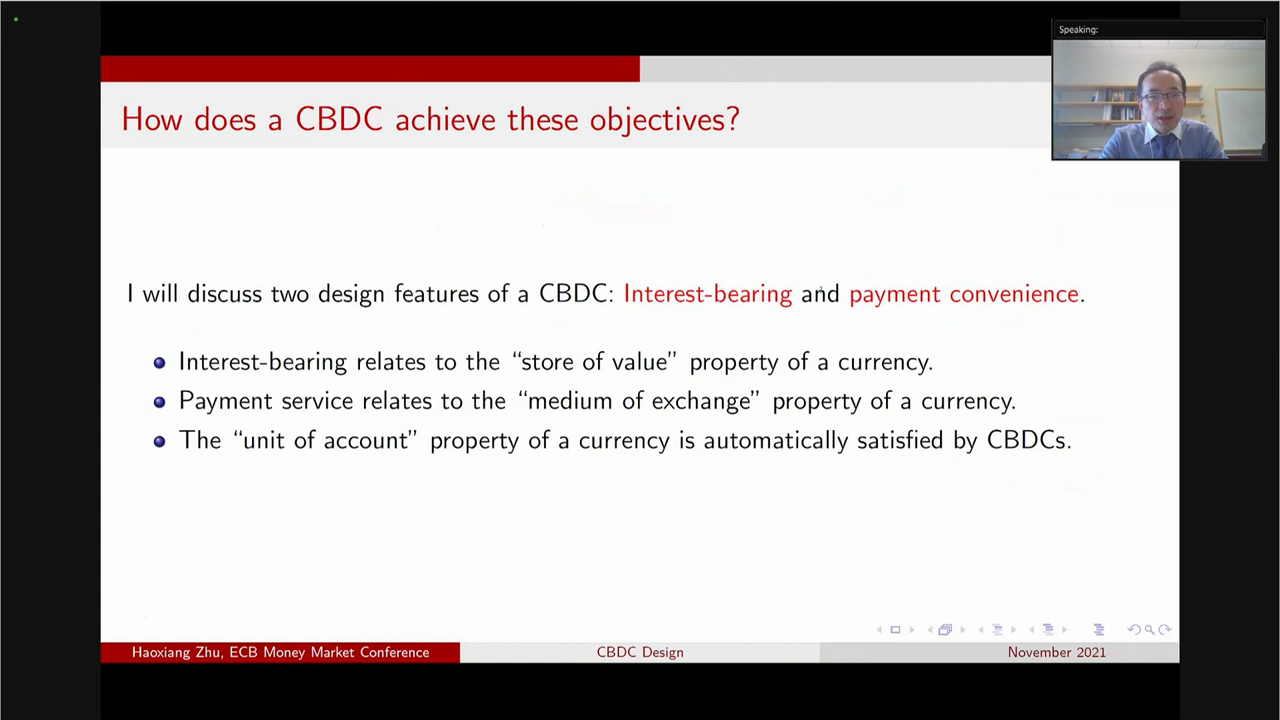 Speaking:
How does a CBDC achieve these objectives?
I will discuss two design features of a CBDC: Interest-bearing and payment convenience.
Interest-bearing relates to the “store of value” property of a currency.
Payment service relates to the “medium of exchange” property of a currency.
The “unit of account” property of a currency is automatically satisfied by CBDCs.
Haoxiang Zhu, ECB Money Market Conference
CBDC Design
November 2021